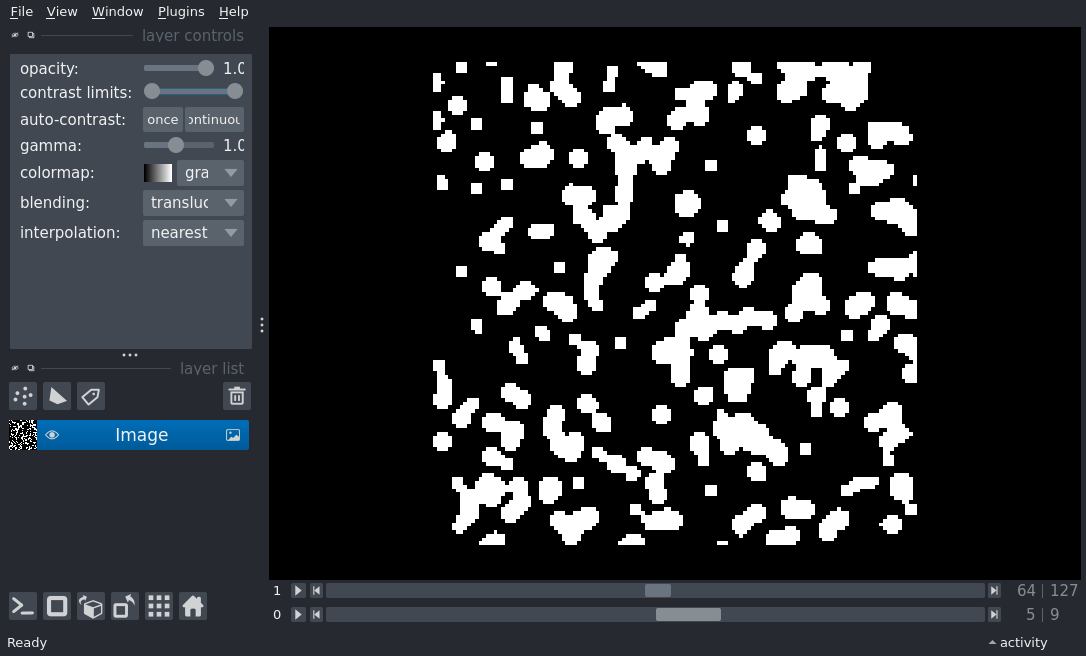 File View Window Plugins Help
layer controls
opacity: 1.0
contrast limits:
auto-contrast: once ontinuou
gamma: 1.0
colormap: gra
blending: transluc
interpolation: nearest
layer list
Image
1 64 | 127
0 5 | 9
Ready activity